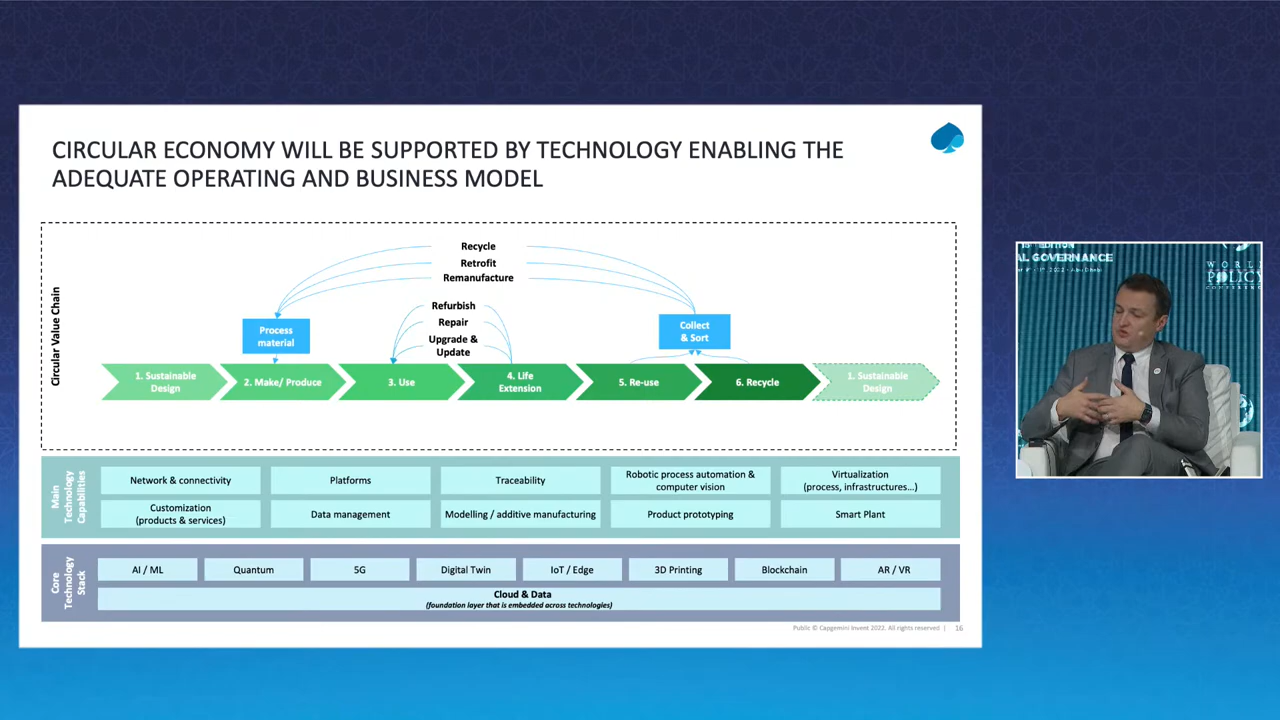 CIRCULAR ECONOMY WILL BE SUPPORTED BY TECHNOLOGY ENABLING THE
ADEQUATE OPERATING AND BUSINESS MODEL
Circular Value Chain
Recycle
Retrofit
Remanufacture
Refurbish
Repair
Upgrade &
Update
Process
material
Collect
& Sort
1. Sustainable
Design
2. Make/ Produce
3. Use
4. Life
Extension
5. Re-use
6. Recycle
1. Sustainable
Design
Main
Technology
Capabilities
Network & connectivity
Platforms
Traceability
Robotic process automation &
computer vision
Virtualization
(process, infrastructures...)
Customization
(products & services)
Data management
Modelling / additive manufacturing
Product prototyping
Smart Plant
Core
Technology
Stack
AI / ML
Quantum
5G
Digital Twin
IoT / Edge
3D Printing
Blockchain
AR / VR
Cloud & Data
(foundation layer that is embedded across technologies)
Public © Capgemini Invent 2022. All rights reserved |
16
EDITION
AL GOVERNANCE
WORLD
POLICY
CONFERENCE